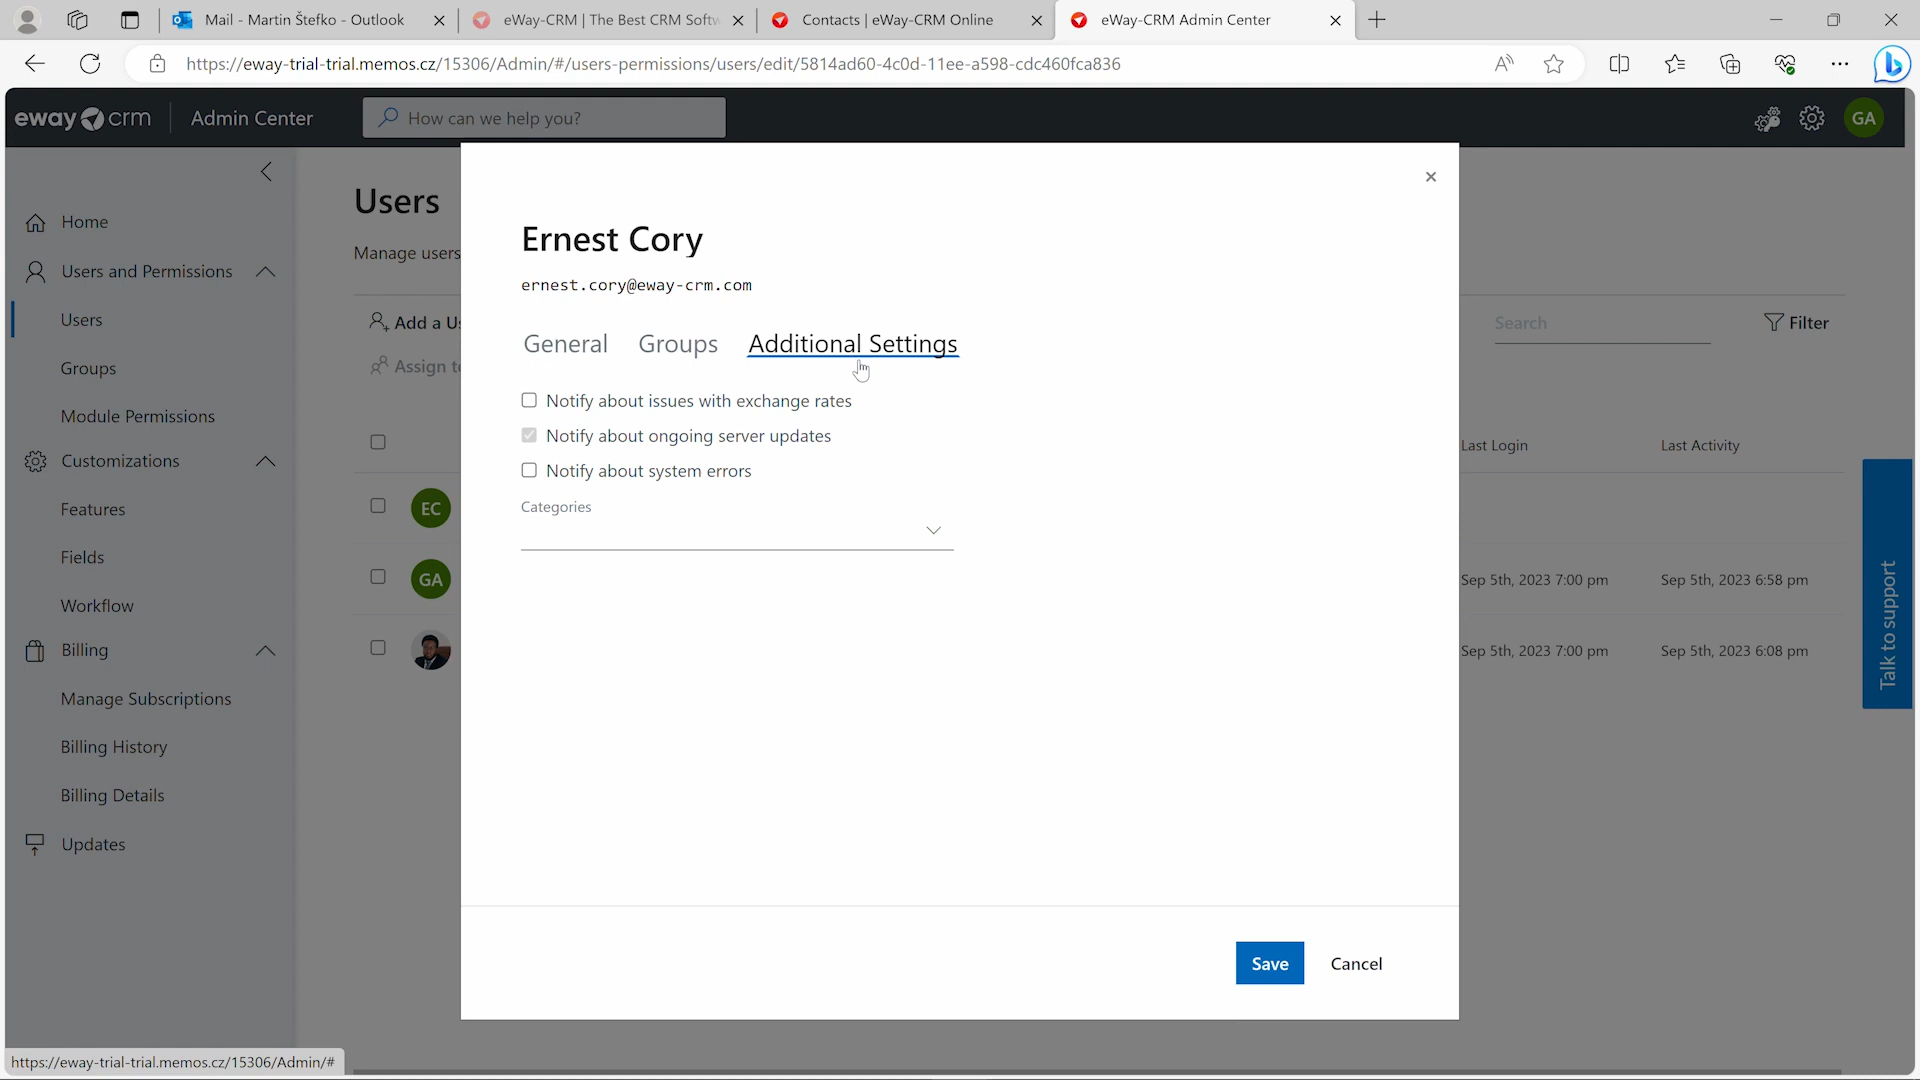 Mail - Martin Štefko - Outlook
eWay-CRM | The Best CRM Softw
Contacts | eWay-CRM Online
eWay-CRM Admin Center
https://eway-trial-trial.memos.cz/15306/Admin/#/users-permissions/users/edit/5814ad60-4c0d-11ee-a598-cdc460fca836
eway crm
Admin Center
How can we help you?
GA
Home
Users and Permissions
Users
Groups
Module Permissions
Customizations
Features
Fields
Workflow
Billing
Manage Subscriptions
Billing History
Billing Details
Updates
Users
Manage users
Add a Us
Assign to
EC
GA
Ernest Cory
ernest.cory@eway-crm.com
General Groups Additional Settings
Notify about issues with exchange rates
Notify about ongoing server updates
Notify about system errors
Categories
Save Cancel
Search
Filter
Last Login Last Activity
Sep 5th, 2023 7:00 pm Sep 5th, 2023 6:58 pm
Sep 5th, 2023 7:00 pm Sep 5th, 2023 6:08 pm
Talk to support
https://eway-trial-trial.memos.cz/15306/Admin/#